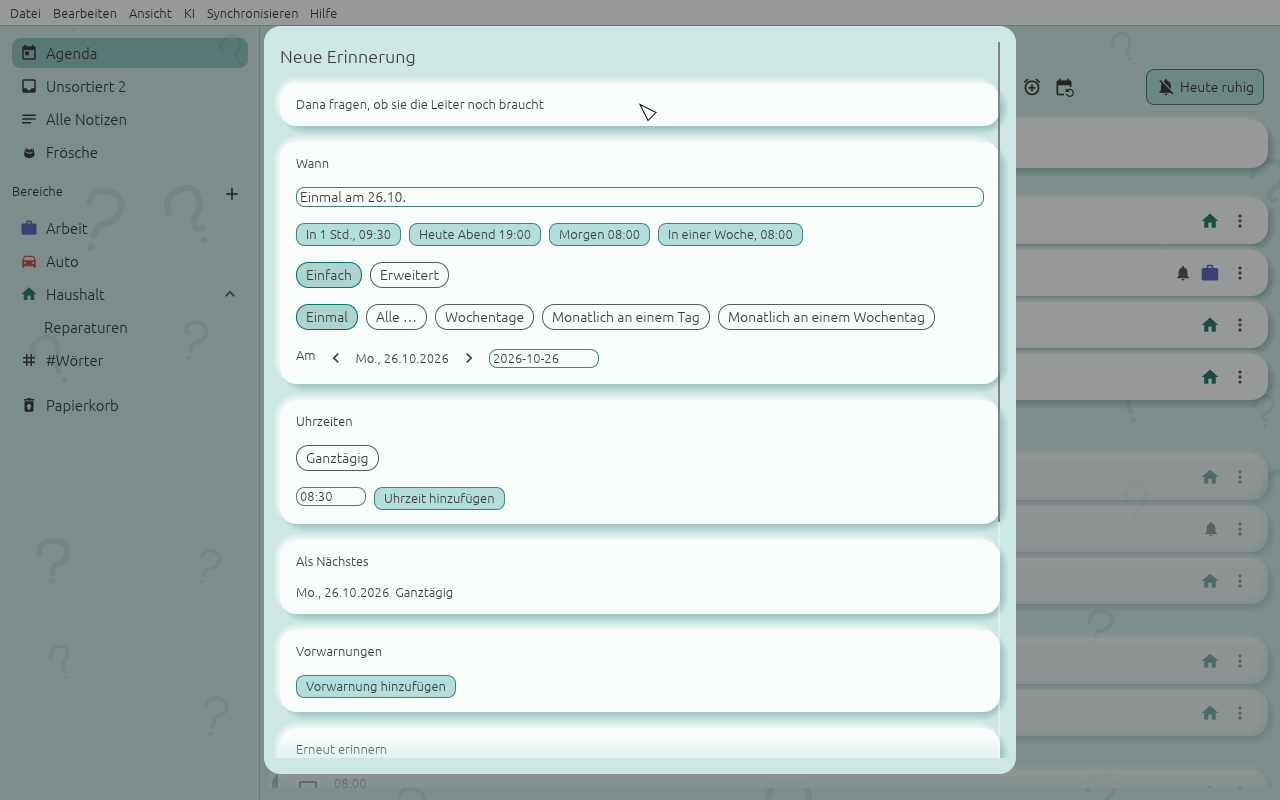 Datei Bearbeiten Ansicht KI Synchronisieren Hilfe
Agenda
Unsortiert 2
Alle Notizen
Frösche
Bereiche
Arbeit
Auto
Haushalt
Reparaturen
#Wörter
Papierkorb
Heute ruhig
Neue Erinnerung
Dana fragen, ob sie die Leiter noch braucht
Wann
Einmal am 26.10.
In 1 Std., 09:30 Heute Abend 19:00 Morgen 08:00 In einer Woche, 08:00
Einfach Erweitert
Einmal Alle … Wochentage Monatlich an einem Tag Monatlich an einem Wochentag
Am Mo., 26.10.2026 2026-10-26
Uhrzeiten
Ganztägig
08:30 Uhrzeit hinzufügen
Als Nächstes
Mo., 26.10.2026 Ganztägig
Vorwarnungen
Vorwarnung hinzufügen
Erneut erinnern
08:00